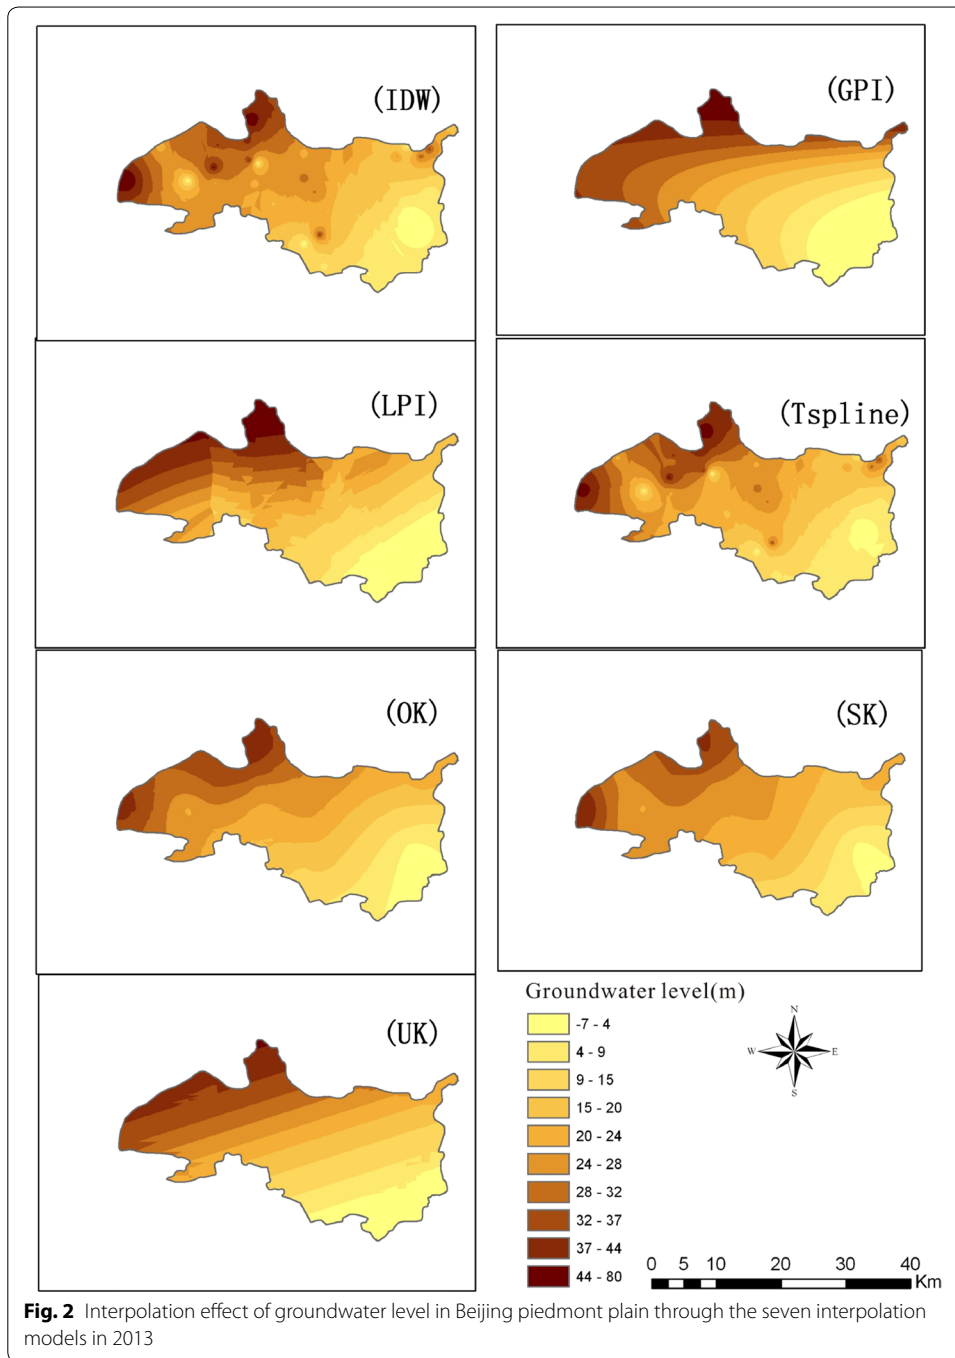 (IDW)
(GPI)
(LPI)
(Tspline)
(OK)
(SK)
(UK)
Groundwater level(m)
-7 - 4
4 - 9
9 - 15
15 - 20
20 - 24
24 - 28
28 - 32
32 - 37
37 - 44
44 - 80
N
W E
S
0 5 10 20 30 40
Km
Fig. 2 Interpolation effect of groundwater level in Beijing piedmont plain through the seven interpolation
models in 2013